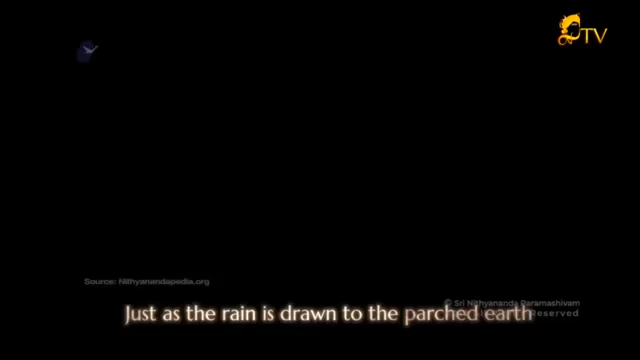 TV
Source: Nithyanandapedia.org
© Sri Nithyananda Paramashivam
Just as the rain is drawn to the parched earth
Reserved